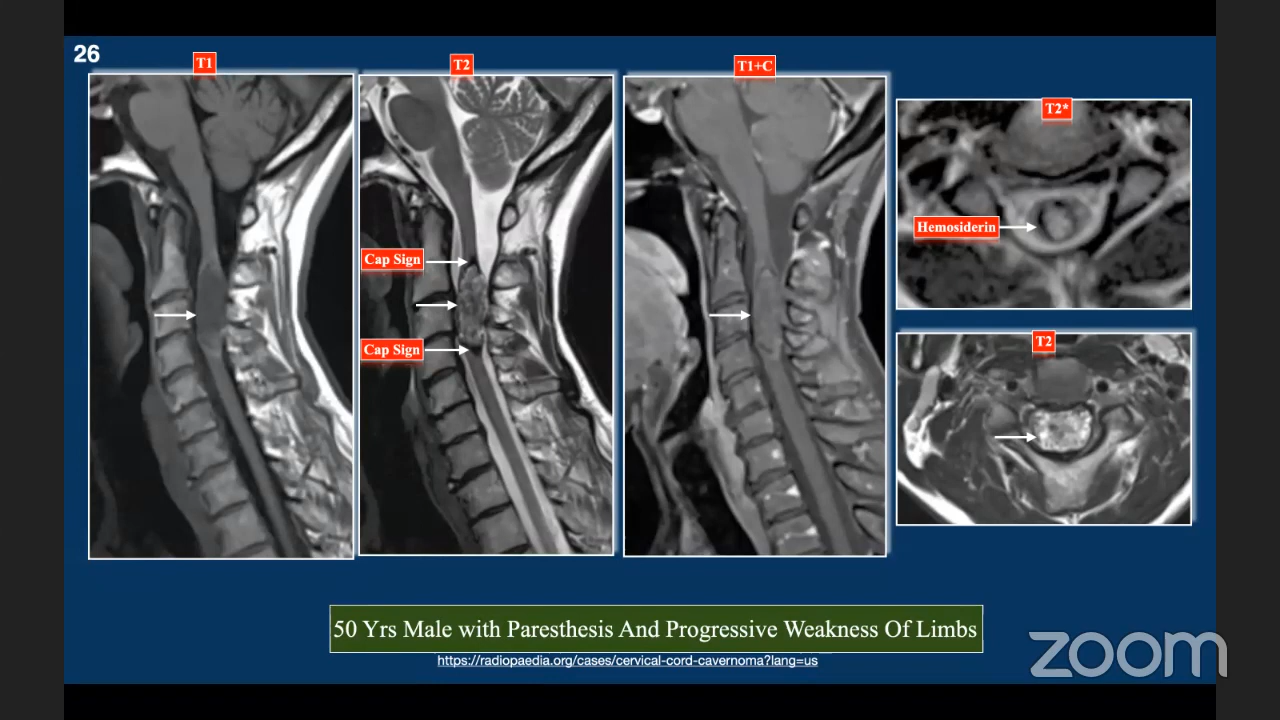 26
T1
T2
T1+C
T2*
Cap Sign
Hemosiderin
Cap Sign
T2
50 Yrs Male with Paresthesis And Progressive Weakness Of Limbs
https://radiopaedia.org/cases/cervical-cord-cavernoma?lang=us
zoom